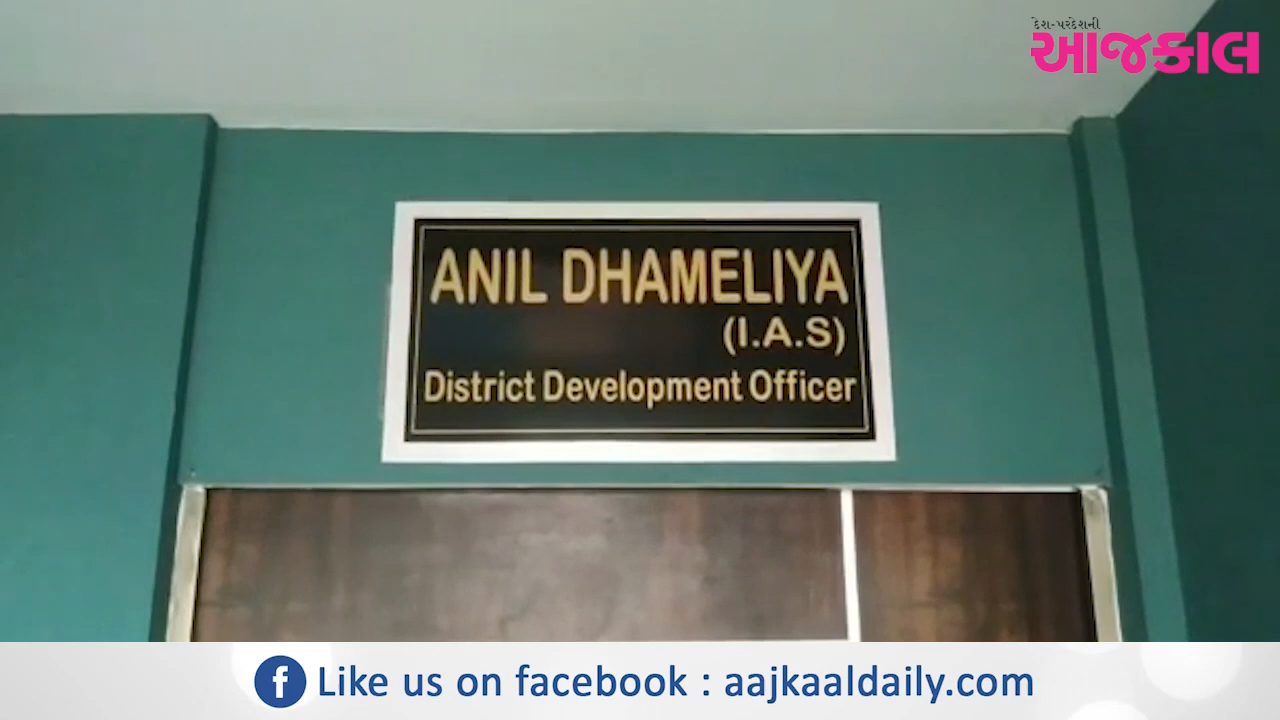 દેશ-પરદેશની
આજકાલ
ANIL DHAMELIYA
(I.A.S)
District Development Officer
f Like us on facebook : aajkaaldaily.com